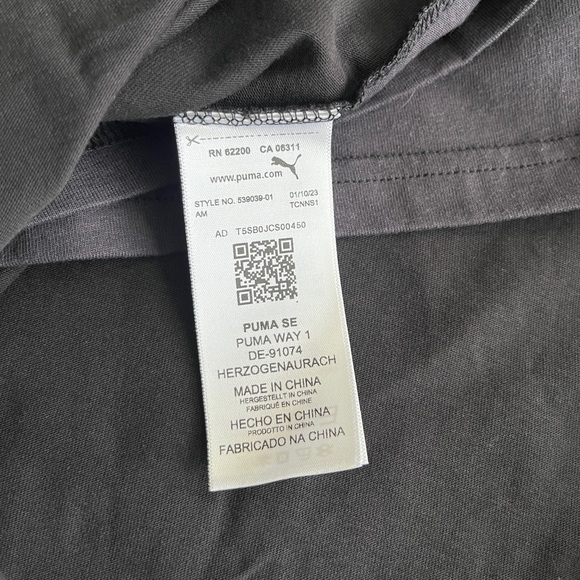 RN 62200 CA 05311
www.puma.com
STYLE NO. 539039-01 01/10/23
AM TCNNS1
AD T5SB0JCS00450
PUMA SE
PUMA WAY 1
DE-91074
HERZOGENAURACH
MADE IN CHINA
HERGESTELLT IN CHINA
FABRIQUÉ EN CHINE
HECHO EN CHINA
PRODOTTO IN CHINA
FABRICADO NA CHINA